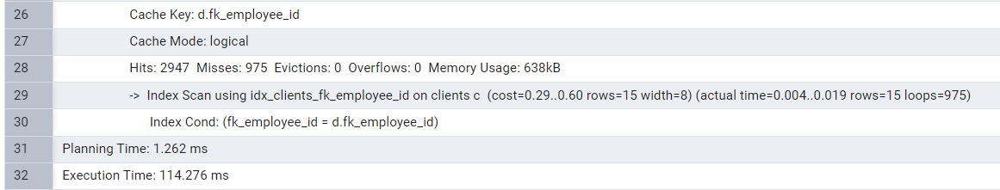 26 Cache Key: d.fk_employee_id
27 Cache Mode: logical
28 Hits: 2947 Misses: 975 Evictions: 0 Overflows: 0 Memory Usage: 638kB
29 -> Index Scan using idx_clients_fk_employee_id on clients c (cost=0.29..0.60 rows=15 width=8) (actual time=0.004..0.019 rows=15 loops=975)
30 Index Cond: (fk_employee_id = d.fk_employee_id)
31 Planning Time: 1.262 ms
32 Execution Time: 114.276 ms